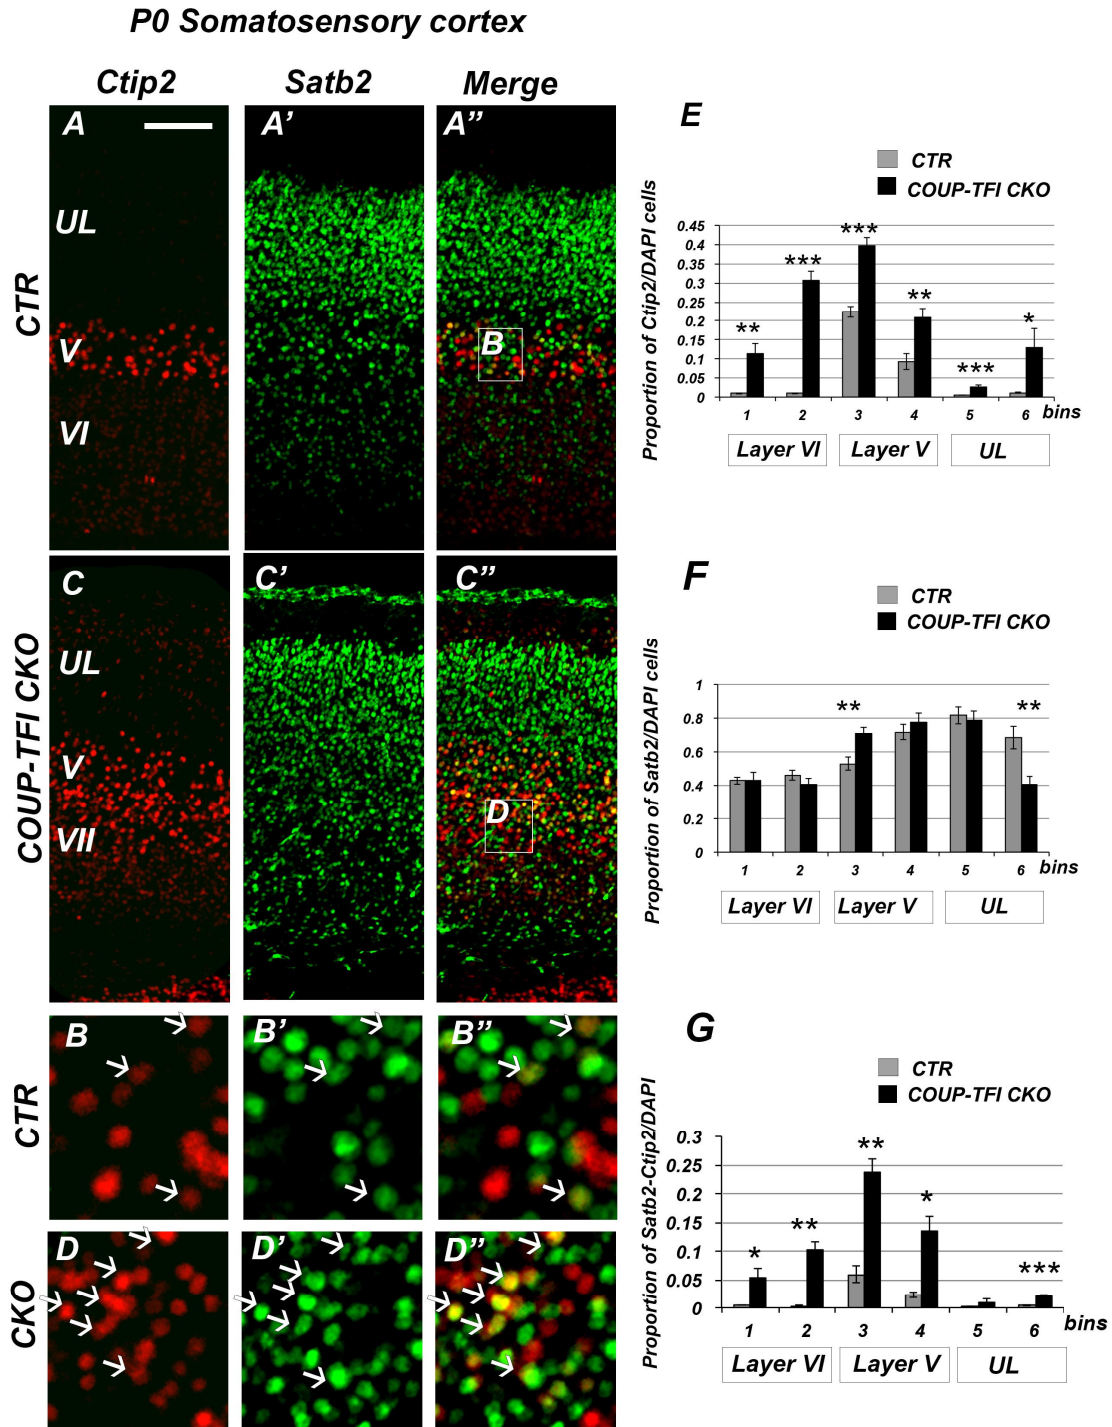 P0 Somatosensory cortex
Ctip2 Satb2 Merge
CTR
A A’ A’’
UL
V
VI
B
COUP-TFI CKO
C C’ C’’
UL
V
VII
D
CTR
B B’ B’’
CKO
D D’ D’’
E
CTR
COUP-TFI CKO
Proportion of Ctip2/DAPI cells
0.45
0.4
0.35
0.3
0.25
0.2
0.15
0.1
0.05
0
** *** *** ** *** *
1 2 3 4 5 6 bins
Layer VI Layer V UL
F
CTR
COUP-TFI CKO
Proportion of Satb2/DAPI cells
1
0.8
0.6
0.4
0.2
0
** **
1 2 3 4 5 6 bins
Layer VI Layer V UL
G
CTR
COUP-TFI CKO
Proportion of Satb2-Ctip2/DAPI
0.3
0.25
0.2
0.15
0.1
0.05
0
* ** ** * ***
1 2 3 4 5 6 bins
Layer VI Layer V UL